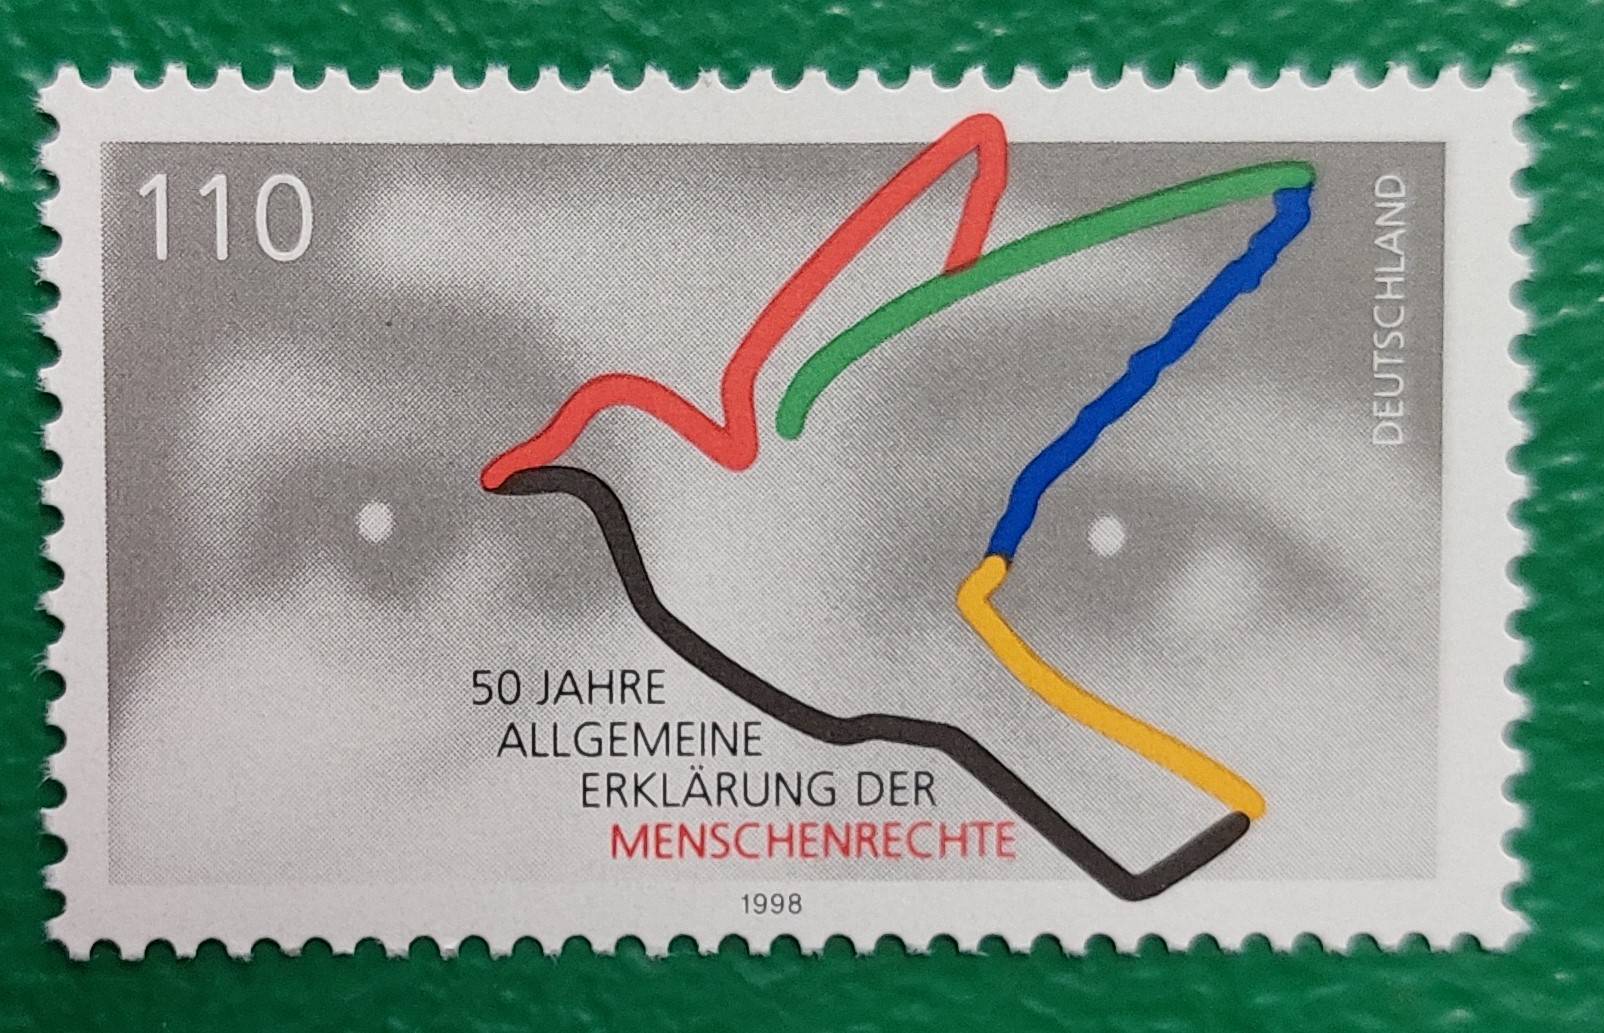 110
DEUTSCHLAND
50 JAHRE
ALLGEMEINE
ERKLÄRUNG DER
MENSCHENRECHTE
1998